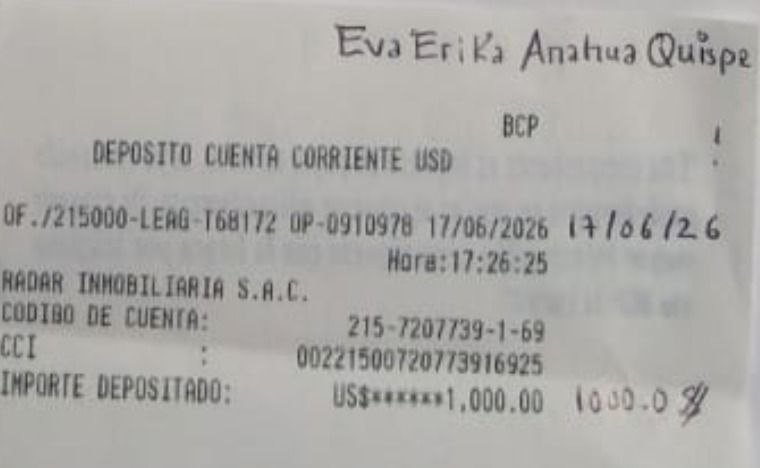 Eva Erika Anahua Quispe
BCP
DEPOSITO CUENTA CORRIENTE USD
OF./215000-LEAG-T68172 OP-0910978 17/06/2026 17/06/26
Hora:17:26:25
RADAR INMOBILIARIA S.A.C.
CODIGO DE CUENTA: 215-7207739-1-69
CCI : 00221500720773916925
IMPORTE DEPOSITADO: US$******1,000.00 1000.0 $